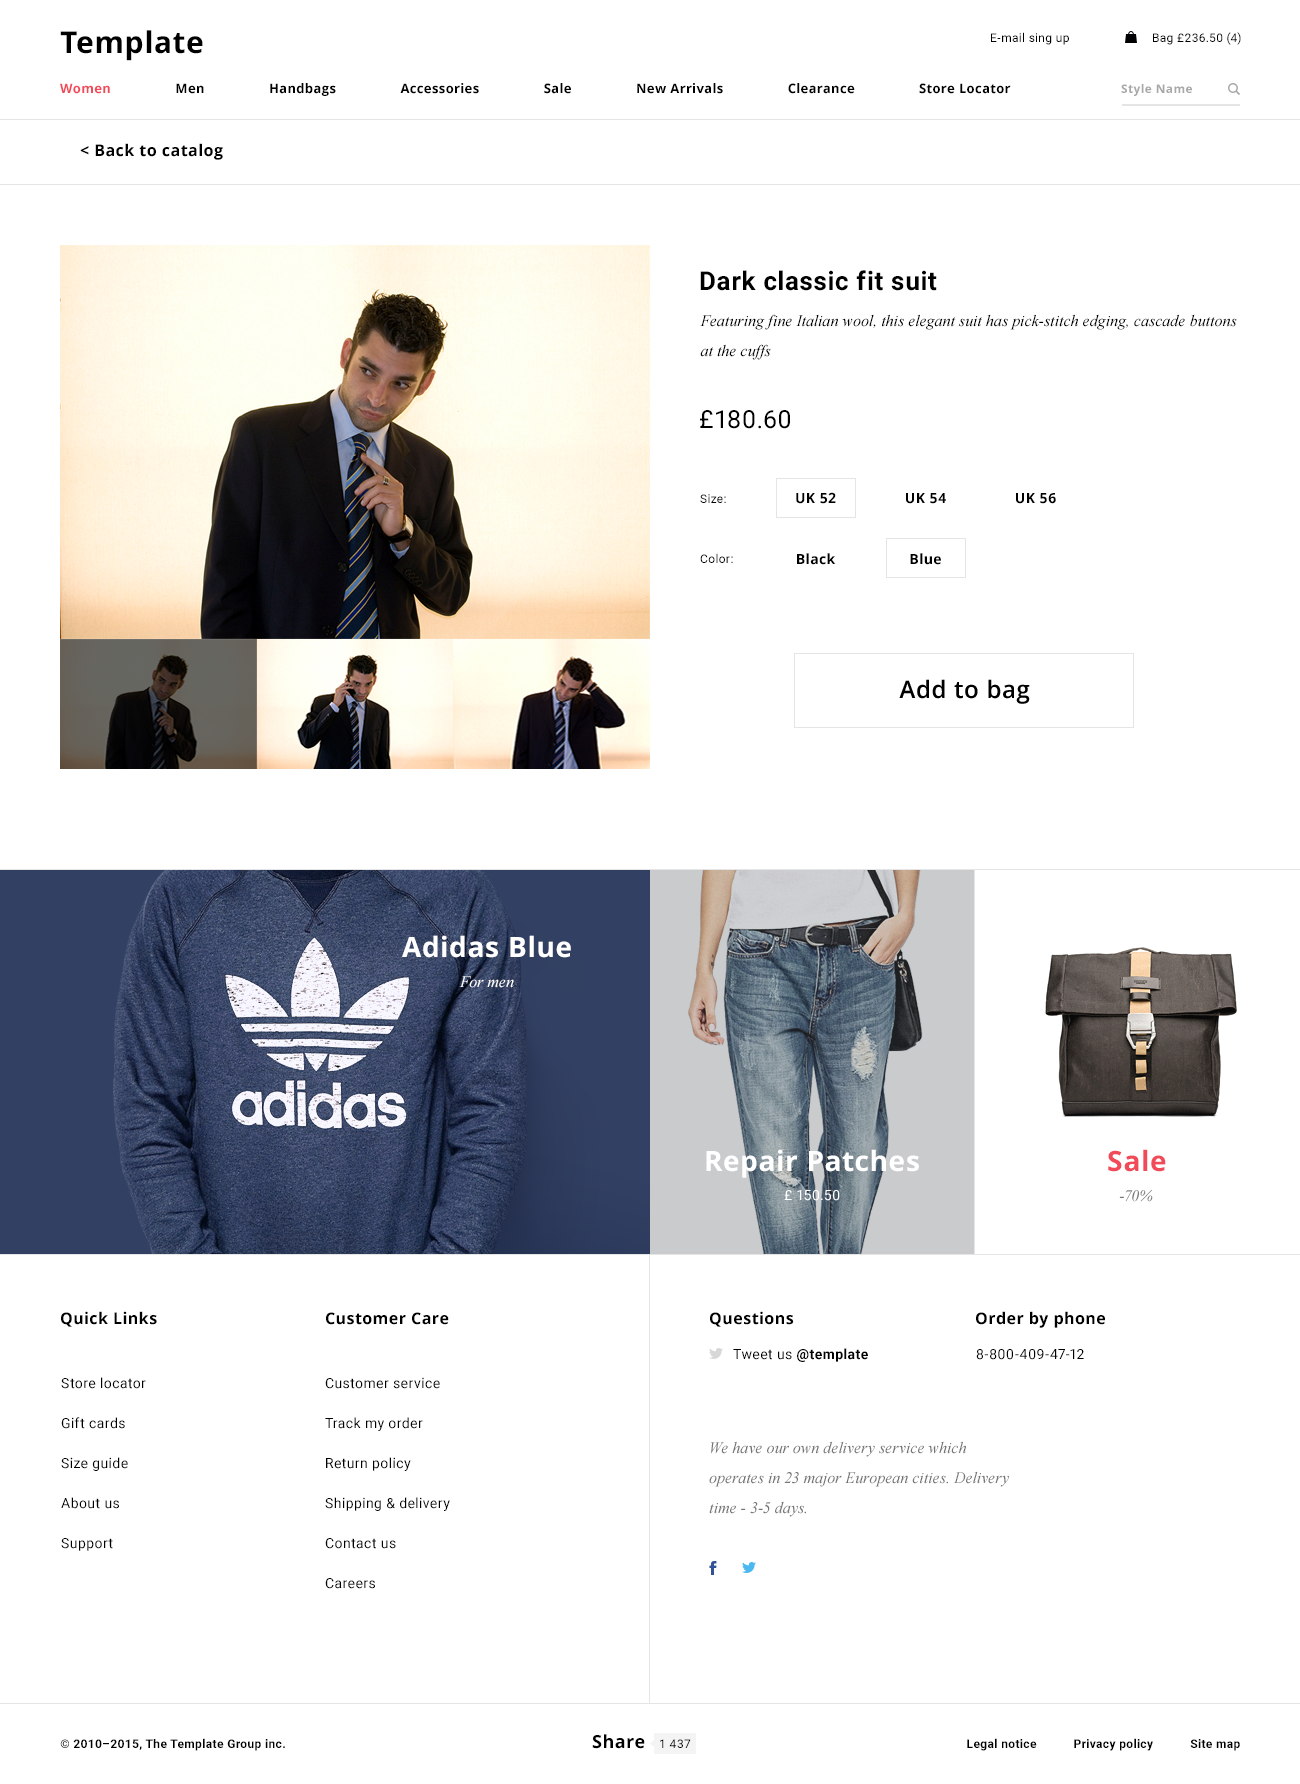 Template
E-mail sing up
Bag £236.50 (4)
Women
Men
Handbags
Accessories
Sale
New Arrivals
Clearance
Store Locator
Style Name
< Back to catalog
Dark classic fit suit
Featuring fine Italian wool, this elegant suit has pick-stitch edging, cascade buttons
at the cuffs
£180.60
Size:
UK 52
UK 54
UK 56
Color:
Black
Blue
Add to bag
Adidas Blue
For men
adidas
Repair Patches
£ 150.50
Sale
-70%
Quick Links
Store locator
Gift cards
Size guide
About us
Support
Customer Care
Customer service
Track my order
Return policy
Shipping & delivery
Contact us
Careers
Questions
Tweet us @template
Order by phone
8-800-409-47-12
We have our own delivery service which
operates in 23 major European cities. Delivery
time - 3-5 days.
© 2010–2015, The Template Group inc.
Share
1 437
Legal notice
Privacy policy
Site map